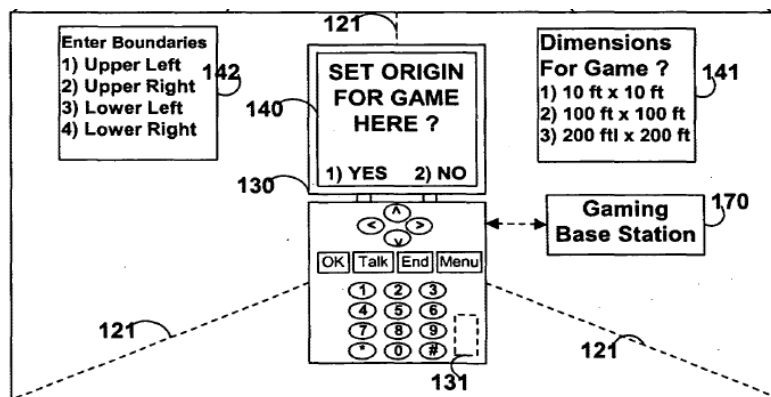 121
Enter Boundaries
1) Upper Left
2) Upper Right
3) Lower Left
4) Lower Right
142
140
SET ORIGIN
FOR GAME
HERE ?
1) YES 2) NO
Dimensions
For Game ?
1) 10 ft x 10 ft
2) 100 ft x 100 ft
3) 200 ftl x 200 ft
141
130
Gaming
Base Station
170
^
< >
v
OK Talk End Menu
1 2 3
4 5 6
7 8 9
* 0 #
121
131
121